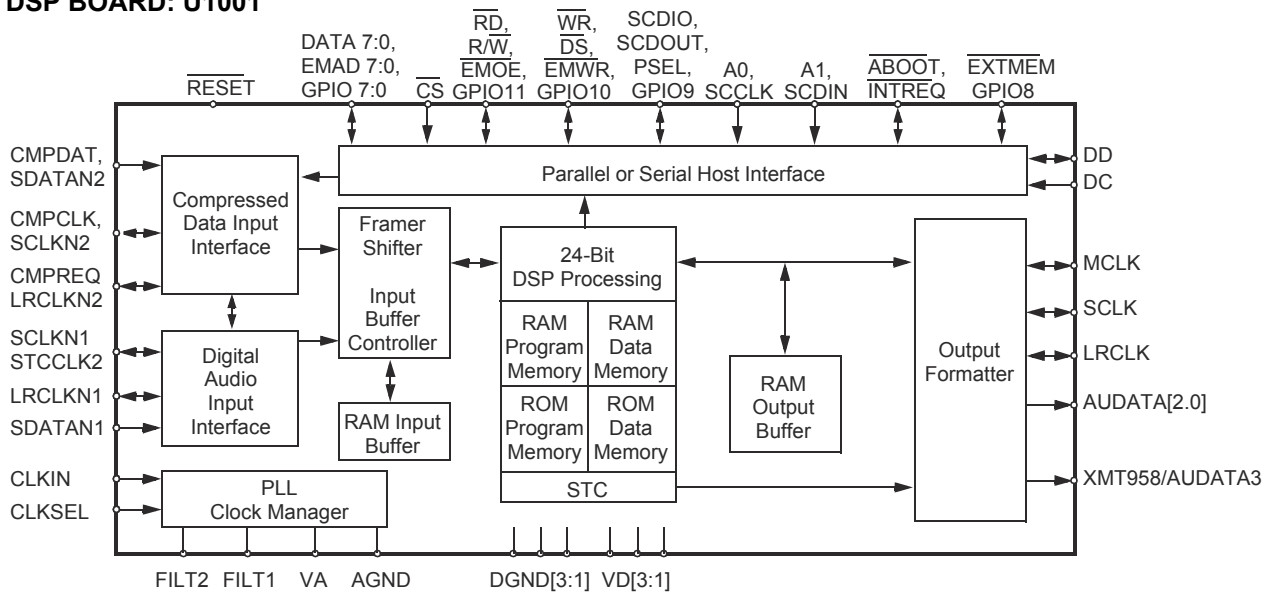 DSP BOARD: U1001
RESET
DATA 7:0,
EMAD 7:0,
GPIO 7:0
CS
RD,
R/W,
EMOE,
GPIO11
WR,
DS,
EMWR,
GPIO10
SCDIO,
SCDOUT,
PSEL,
GPIO9
A0,
SCCLK
A1,
SCDIN
ABOOT,
INTREQ
EXTMEM
GPIO8
CMPDAT,
SDATAN2
CMPCLK,
SCLKN2
CMPREQ
LRCLKN2
SCLKN1
STCCLK2
LRCLKN1
SDATAN1
CLKIN
CLKSEL
Compressed
Data Input
Interface
Digital
Audio
Input
Interface
PLL
Clock Manager
Parallel or Serial Host Interface
Framer
Shifter
Input
Buffer
Controller
RAM Input
Buffer
24-Bit
DSP Processing
RAM
Program
Memory
RAM
Data
Memory
ROM
Program
Memory
ROM
Data
Memory
STC
RAM
Output
Buffer
Output
Formatter
DD
DC
MCLK
SCLK
LRCLK
AUDATA[2.0]
XMT958/AUDATA3
FILT2
FILT1
VA
AGND
DGND[3:1]
VD[3:1]